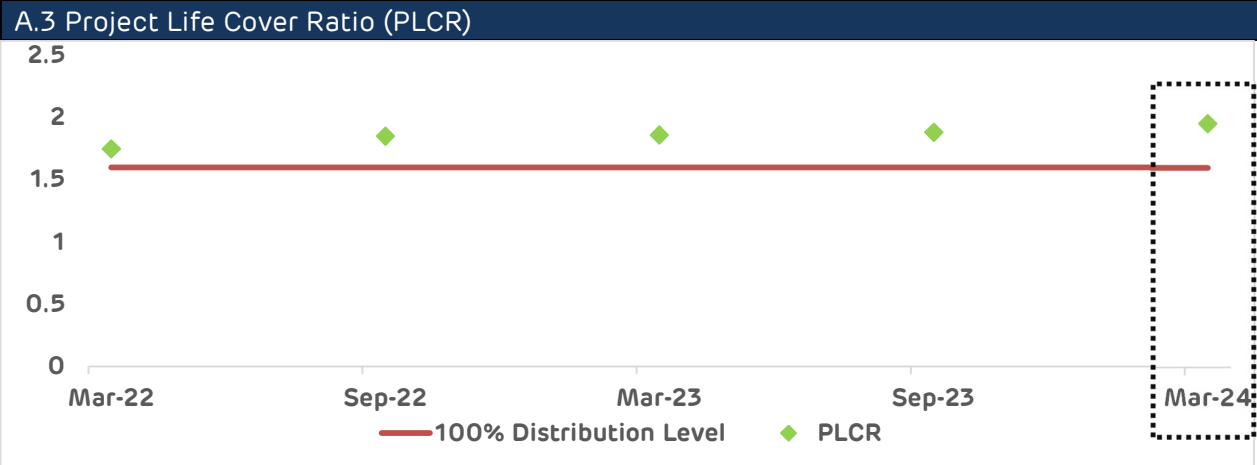 A.3 Project Life Cover Ratio (PLCR)
2.5
2
1.5
1
0.5
0
Mar-22 Sep-22 Mar-23 Sep-23 Mar-24
100% Distribution Level PLCR